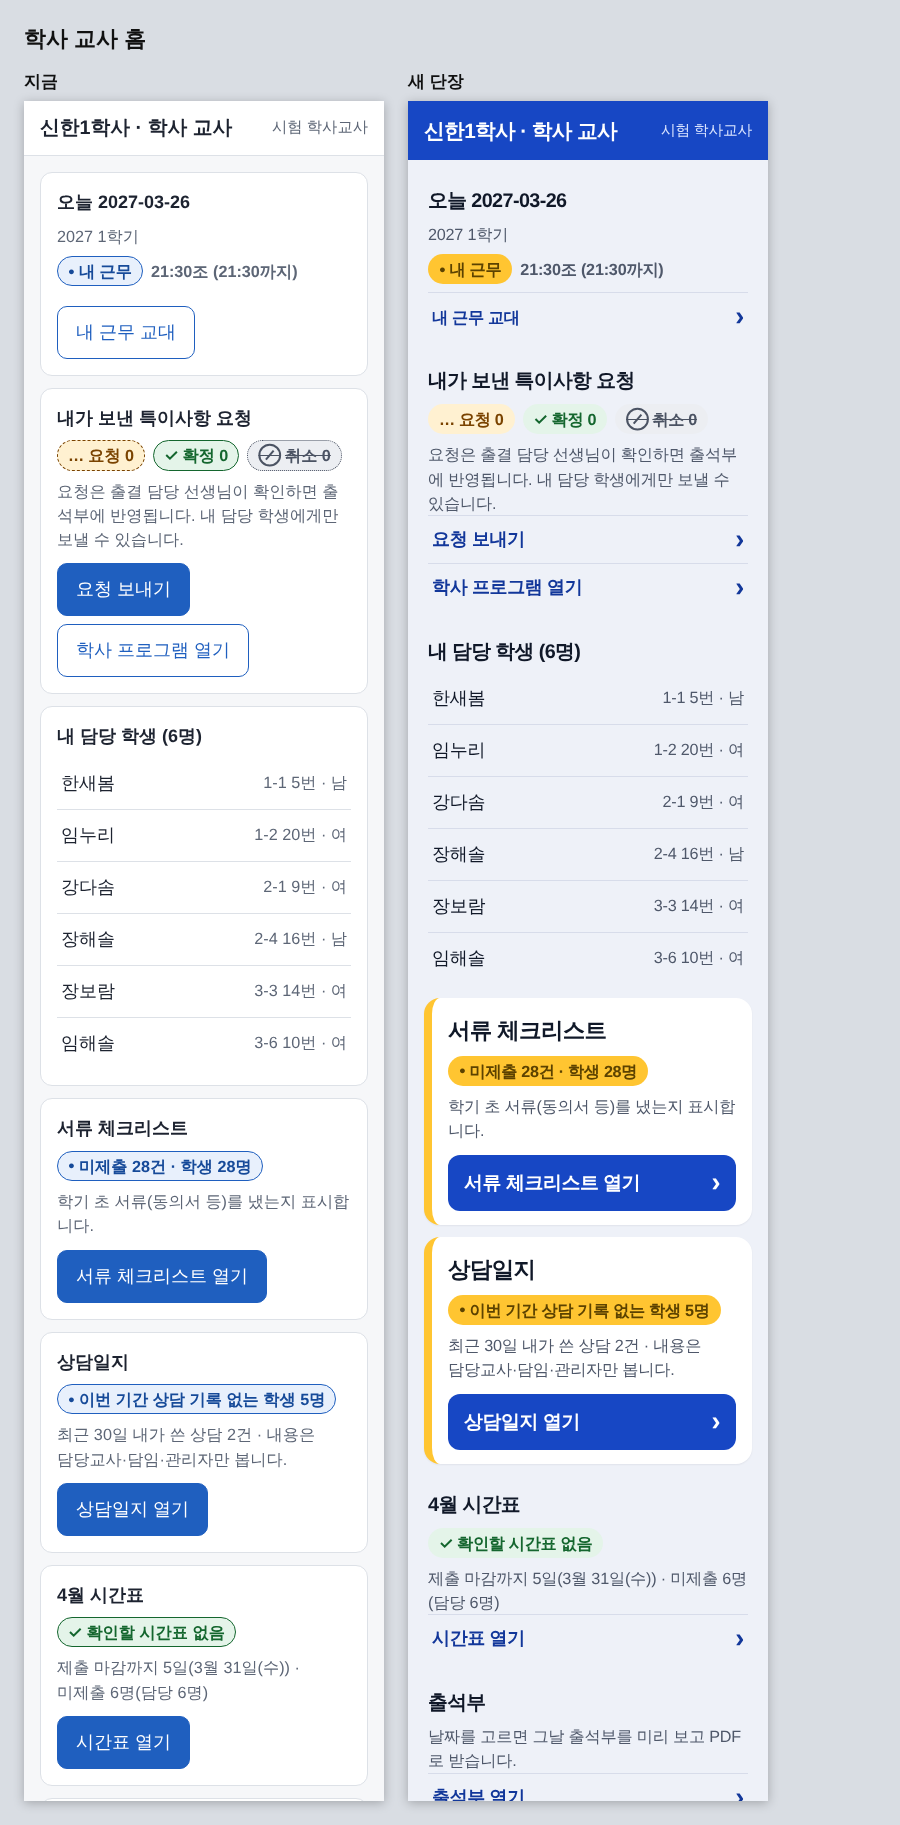 학사 교사 홈
지금
신한1학사 · 학사 교사
시험 학사교사
오늘 2027-03-26
2027 1학기
• 내 근무 21:30조 (21:30까지)
내 근무 교대
내가 보낸 특이사항 요청
… 요청 0 ✓ 확정 0 취소 0
요청은 출결 담당 선생님이 확인하면 출
석부에 반영됩니다. 내 담당 학생에게만
보낼 수 있습니다.
요청 보내기
학사 프로그램 열기
내 담당 학생 (6명)
한새봄 1-1 5번 · 남
임누리 1-2 20번 · 여
강다솜 2-1 9번 · 여
장해솔 2-4 16번 · 남
장보람 3-3 14번 · 여
임해솔 3-6 10번 · 여
서류 체크리스트
• 미제출 28건 · 학생 28명
학기 초 서류(동의서 등)를 냈는지 표시합
니다.
서류 체크리스트 열기
상담일지
• 이번 기간 상담 기록 없는 학생 5명
최근 30일 내가 쓴 상담 2건 · 내용은
담당교사·담임·관리자만 봅니다.
상담일지 열기
4월 시간표
✓ 확인할 시간표 없음
제출 마감까지 5일(3월 31일(수)) ·
미제출 6명(담당 6명)
시간표 열기
새 단장
신한1학사 · 학사 교사
시험 학사교사
오늘 2027-03-26
2027 1학기
• 내 근무 21:30조 (21:30까지)
내 근무 교대 ›
내가 보낸 특이사항 요청
… 요청 0 ✓ 확정 0 취소 0
요청은 출결 담당 선생님이 확인하면 출석부
에 반영됩니다. 내 담당 학생에게만 보낼 수
있습니다.
요청 보내기 ›
학사 프로그램 열기 ›
내 담당 학생 (6명)
한새봄 1-1 5번 · 남
임누리 1-2 20번 · 여
강다솜 2-1 9번 · 여
장해솔 2-4 16번 · 남
장보람 3-3 14번 · 여
임해솔 3-6 10번 · 여
서류 체크리스트
• 미제출 28건 · 학생 28명
학기 초 서류(동의서 등)를 냈는지 표시합
니다.
서류 체크리스트 열기 ›
상담일지
• 이번 기간 상담 기록 없는 학생 5명
최근 30일 내가 쓴 상담 2건 · 내용은
담당교사·담임·관리자만 봅니다.
상담일지 열기 ›
4월 시간표
✓ 확인할 시간표 없음
제출 마감까지 5일(3월 31일(수)) · 미제출 6명
(담당 6명)
시간표 열기 ›
출석부
날짜를 고르면 그날 출석부를 미리 보고 PDF
로 받습니다.
출석부 열기 ›